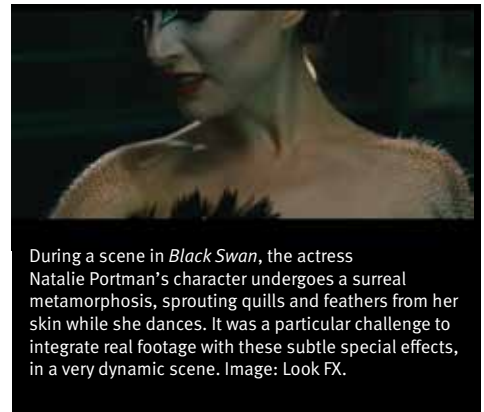 During a scene in Black Swan, the actress
Natalie Portman’s character undergoes a surreal
metamorphosis, sprouting quills and feathers from her
skin while she dances. It was a particular challenge to
integrate real footage with these subtle special effects,
in a very dynamic scene. Image: Look FX.